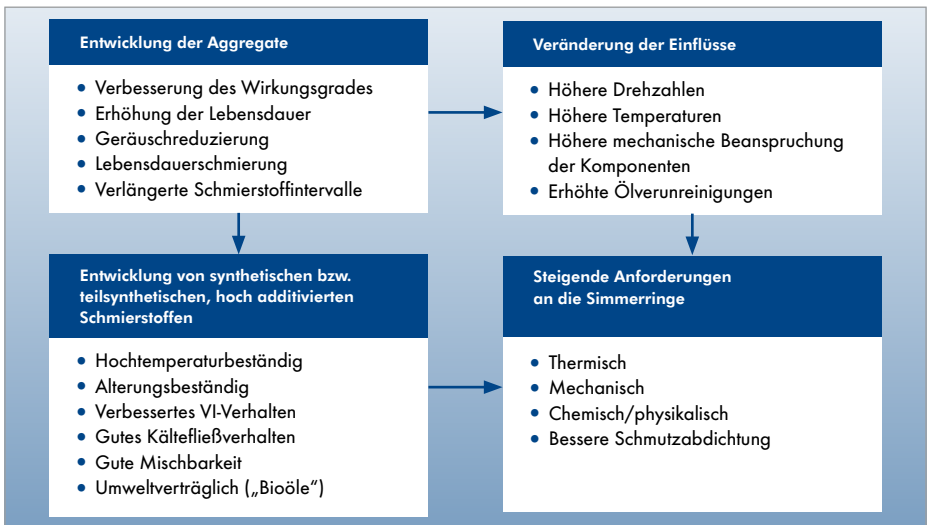 Entwicklung der Aggregate
• Verbesserung des Wirkungsgrades
• Erhöhung der Lebensdauer
• Geräuschreduzierung
• Lebensdauerschmierung
• Verlängerte Schmierstoffintervalle
Veränderung der Einflüsse
• Höhere Drehzahlen
• Höhere Temperaturen
• Höhere mechanische Beanspruchung
der Komponenten
• Erhöhte Ölverunreinigungen
Entwicklung von synthetischen bzw.
teilsynthetischen, hoch additivierten
Schmierstoffen
• Hochtemperaturbeständig
• Alterungsbeständig
• Verbessertes VI-Verhalten
• Gutes Kältefließverhalten
• Gute Mischbarkeit
• Umweltverträglich („Bioöle“)
Steigende Anforderungen
an die Simmerringe
• Thermisch
• Mechanisch
• Chemisch/physikalisch
• Bessere Schmutzabdichtung